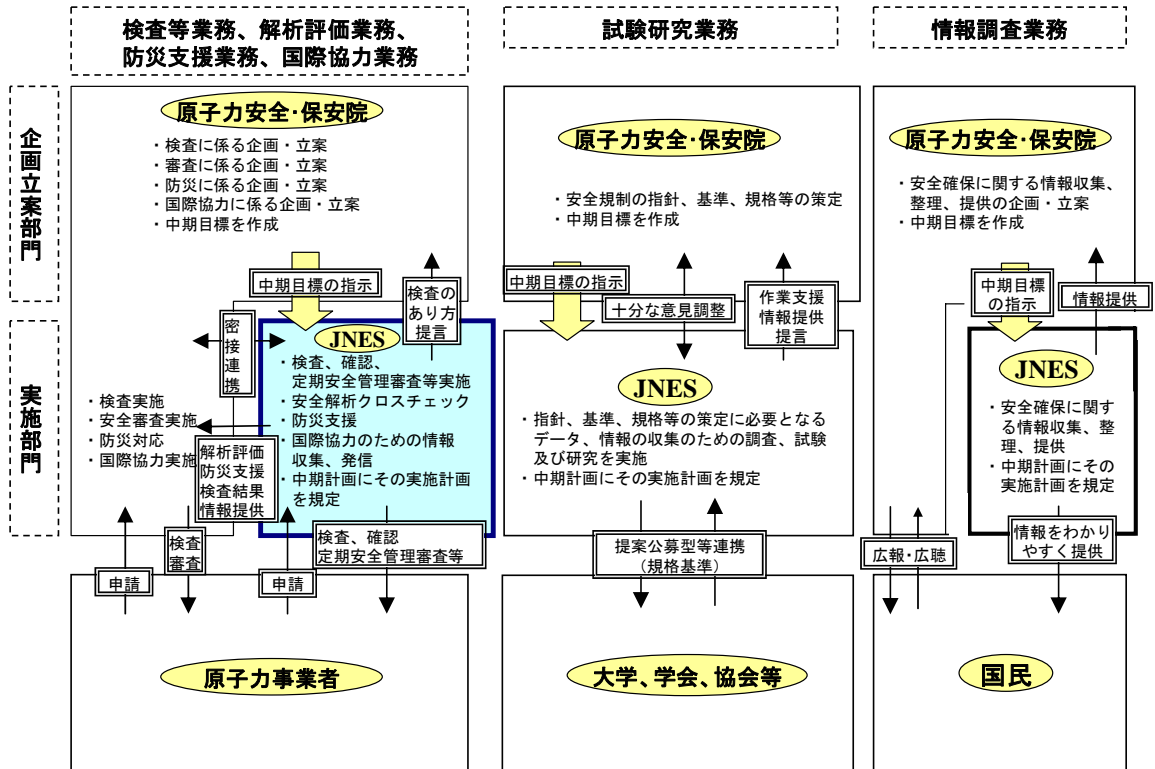 検査等業務、解析評価業務、
防災支援業務、国際協力業務
試験研究業務
情報調査業務
企画立案部門
原子力安全・保安院
・検査に係る企画・立案
・審査に係る企画・立案
・防災に係る企画・立案
・国際協力に係る企画・立案
・中期目標を作成
原子力安全・保安院
・安全規制の指針、基準、規格等の策定
・中期目標を作成
原子力安全・保安院
・安全確保に関する情報収集、
整理、提供の企画・立案
・中期目標を作成
中期目標の指示
検査の
あり方
提言
中期目標の指示
十分な意見調整
作業支援
情報提供
提言
中期目標
の指示
情報提供
実施部門
密接連携
・検査実施
・安全審査実施
・防災対応
・国際協力実施
解析評価
防災支援
検査結果
情報提供
JNES
・検査、確認、
定期安全管理審査等実施
・安全解析クロスチェック
・防災支援
・国際協力のための情報
収集、発信
・中期計画にその実施計画
を規定
JNES
・指針、基準、規格等の策定に必要となる
データ、情報の収集のための調査、試験
及び研究を実施
・中期計画にその実施計画を規定
JNES
・安全確保に関す
る情報収集、整
理、提供
・中期計画にその
実施計画を規定
申請
検査
審査
申請
検査、確認
定期安全管理審査等
提案公募型等連携
（規格基準）
広報・広聴
情報をわかり
やすく提供
原子力事業者
大学、学会、協会等
国民